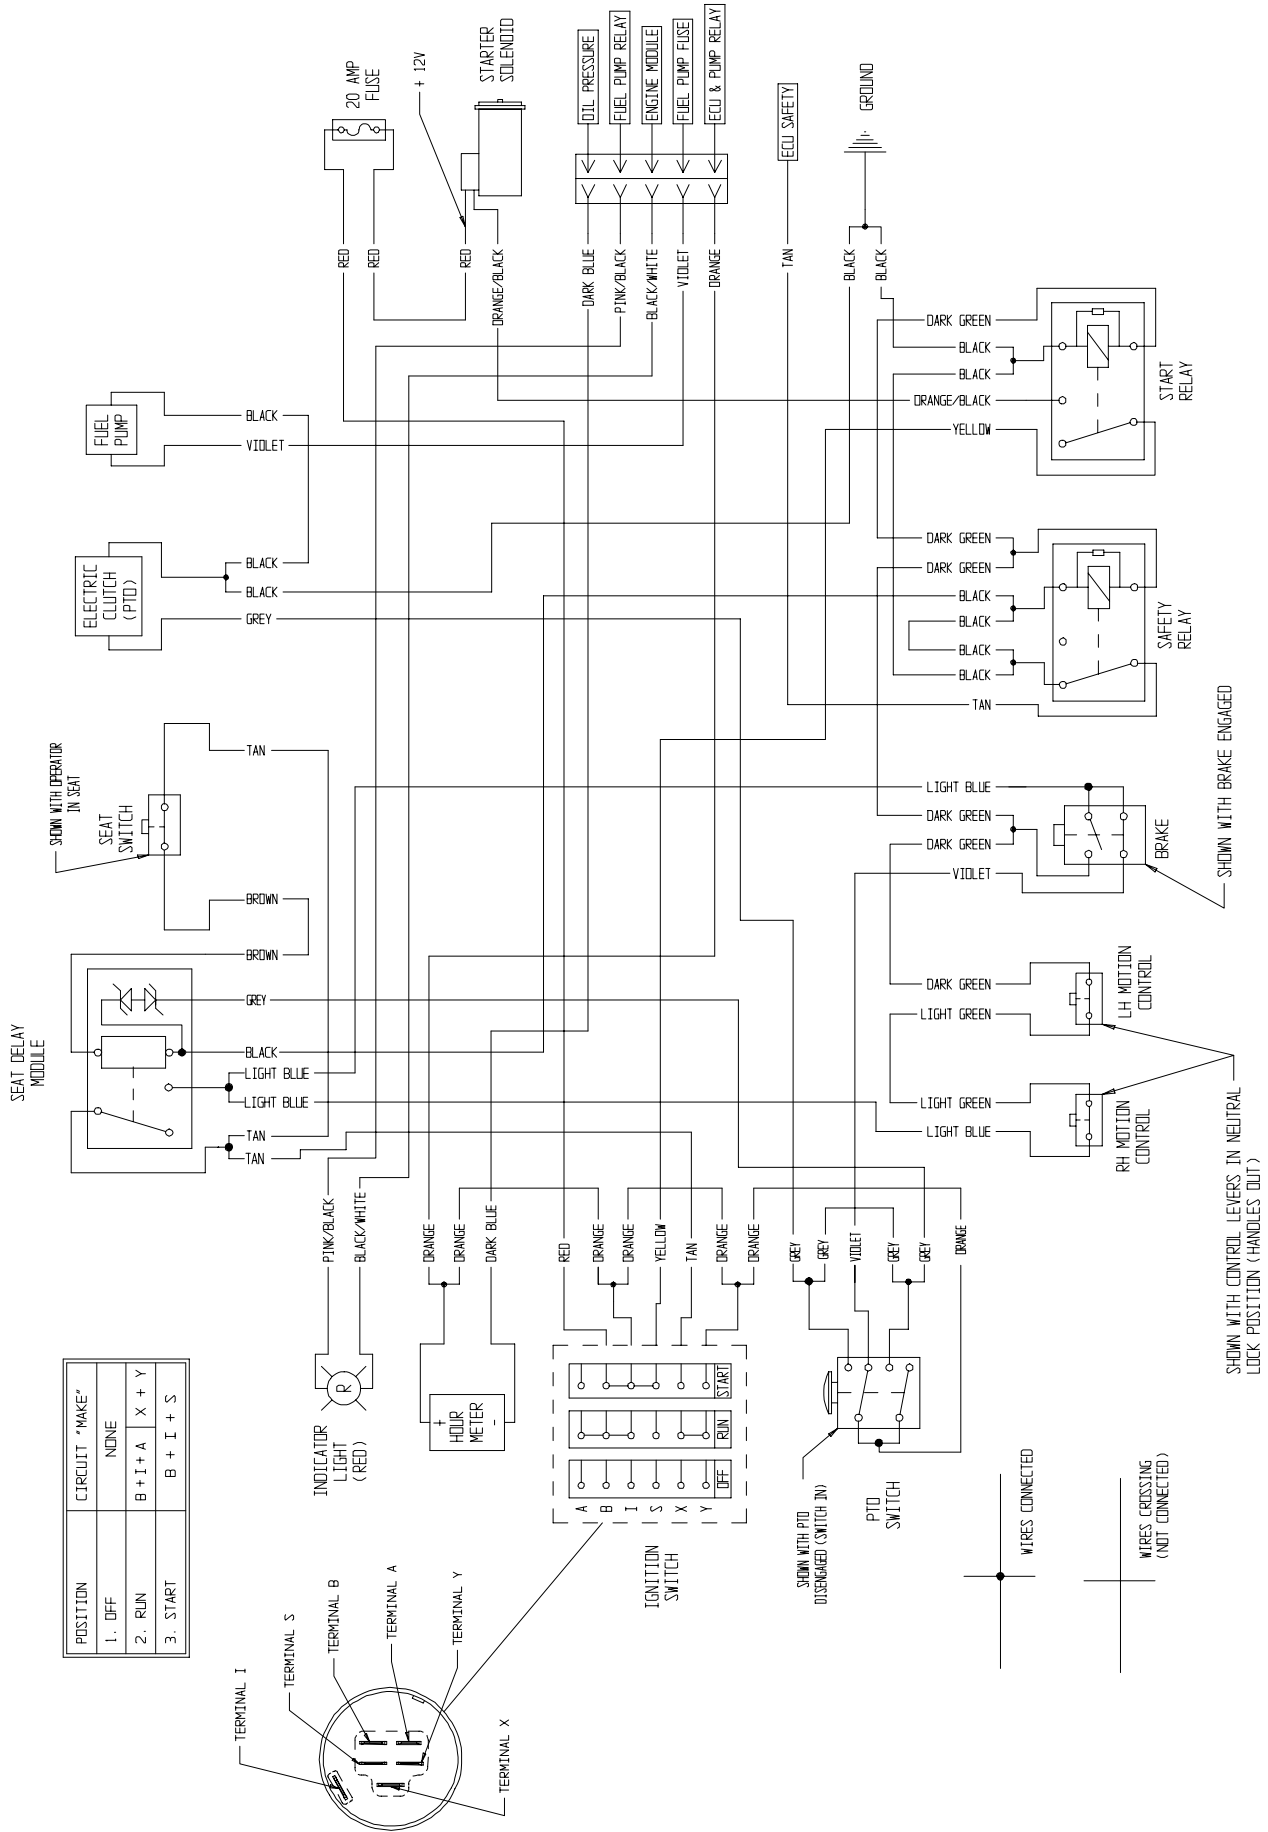 20 AMP
FUSE
+ 12V
STARTER
SOLENOID
OIL PRESSURE
FUEL PUMP RELAY
ENGINE MODULE
FUEL PUMP FUSE
ECU & PUMP RELAY
ECU SAFETY
GROUND
RED
RED
RED
ORANGE/BLACK
DARK BLUE
PINK/BLACK
BLACK/WHITE
VIOLET
ORANGE
TAN
BLACK
BLACK
FUEL
PUMP
BLACK
VIOLET
DARK GREEN
BLACK
BLACK
ORANGE/BLACK
YELLOW
START
RELAY
ELECTRIC
CLUTCH
(PTO)
BLACK
BLACK
GREY
DARK GREEN
DARK GREEN
BLACK
BLACK
BLACK
BLACK
TAN
SAFETY
RELAY
SHOWN WITH OPERATOR
IN SEAT
SEAT
SWITCH
TAN
BROWN
BROWN
LIGHT BLUE
DARK GREEN
DARK GREEN
VIOLET
BRAKE
SHOWN WITH BRAKE ENGAGED
SEAT DELAY
MODULE
GREY
BLACK
LIGHT BLUE
LIGHT BLUE
TAN
TAN
DARK GREEN
LIGHT GREEN
LH MOTION
CONTROL
LIGHT GREEN
LIGHT BLUE
RH MOTION
CONTROL
SHOWN WITH CONTROL LEVERS IN NEUTRAL
LOCK POSITION (HANDLES OUT)
PINK/BLACK
BLACK/WHITE
ORANGE
ORANGE
DARK BLUE
RED
ORANGE
ORANGE
YELLOW
TAN
ORANGE
ORANGE
GREY
GREY
VIOLET
GREY
GREY
ORANGE
POSITION CIRCUIT "MAKE"
1. OFF NONE
2. RUN B+I+A X + Y
3. START B + I + S
R
INDICATOR
LIGHT
(RED)
+
HOUR
METER
-
START
RUN
OFF
A
B
I
S
X
Y
IGNITION
SWITCH
SHOWN WITH PTO
DISENGAGED (SWITCH IN)
PTO
SWITCH
WIRES CONNECTED
WIRES CROSSING
(NOT CONNECTED)
TERMINAL I
TERMINAL S
TERMINAL B
TERMINAL A
TERMINAL Y
TERMINAL X